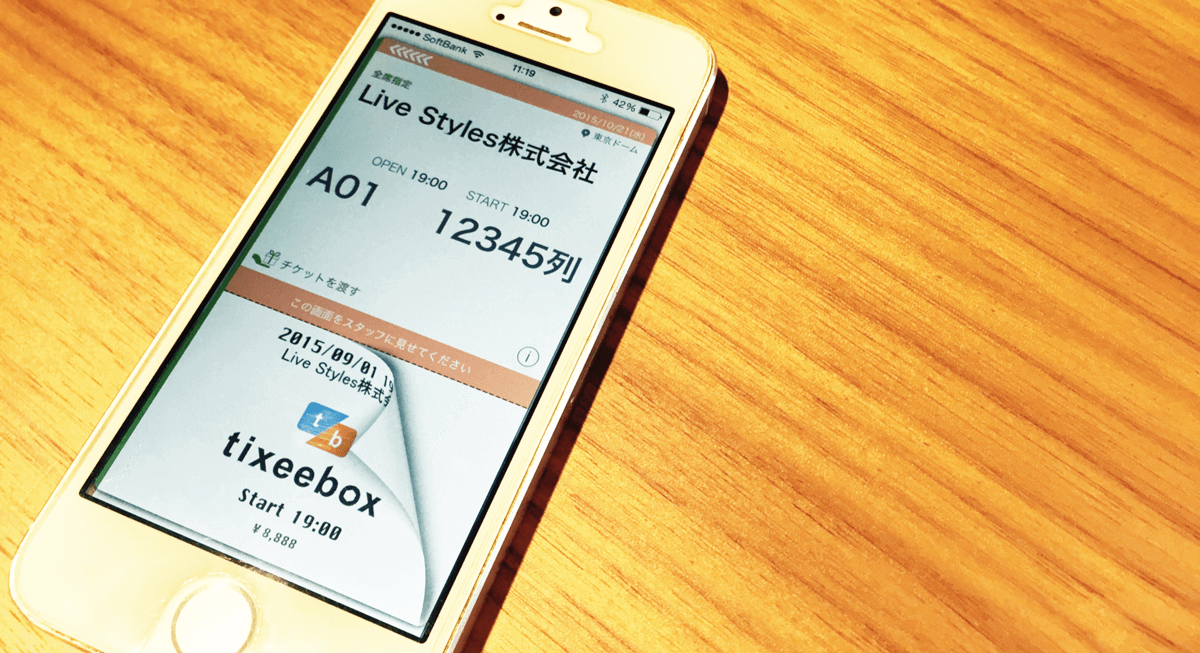 SoftBank 11:19 42%
2015/10/21(水)
全席指定
東京ドーム
Live Styles株式会社
OPEN 19:00 START 19:00
A01 12345列
チケットを渡す
この画面をスタッフに見せてください
i
2015/09/01 19
Live Styles株式会
t b
tixeebox
Start 19:00
¥8,888